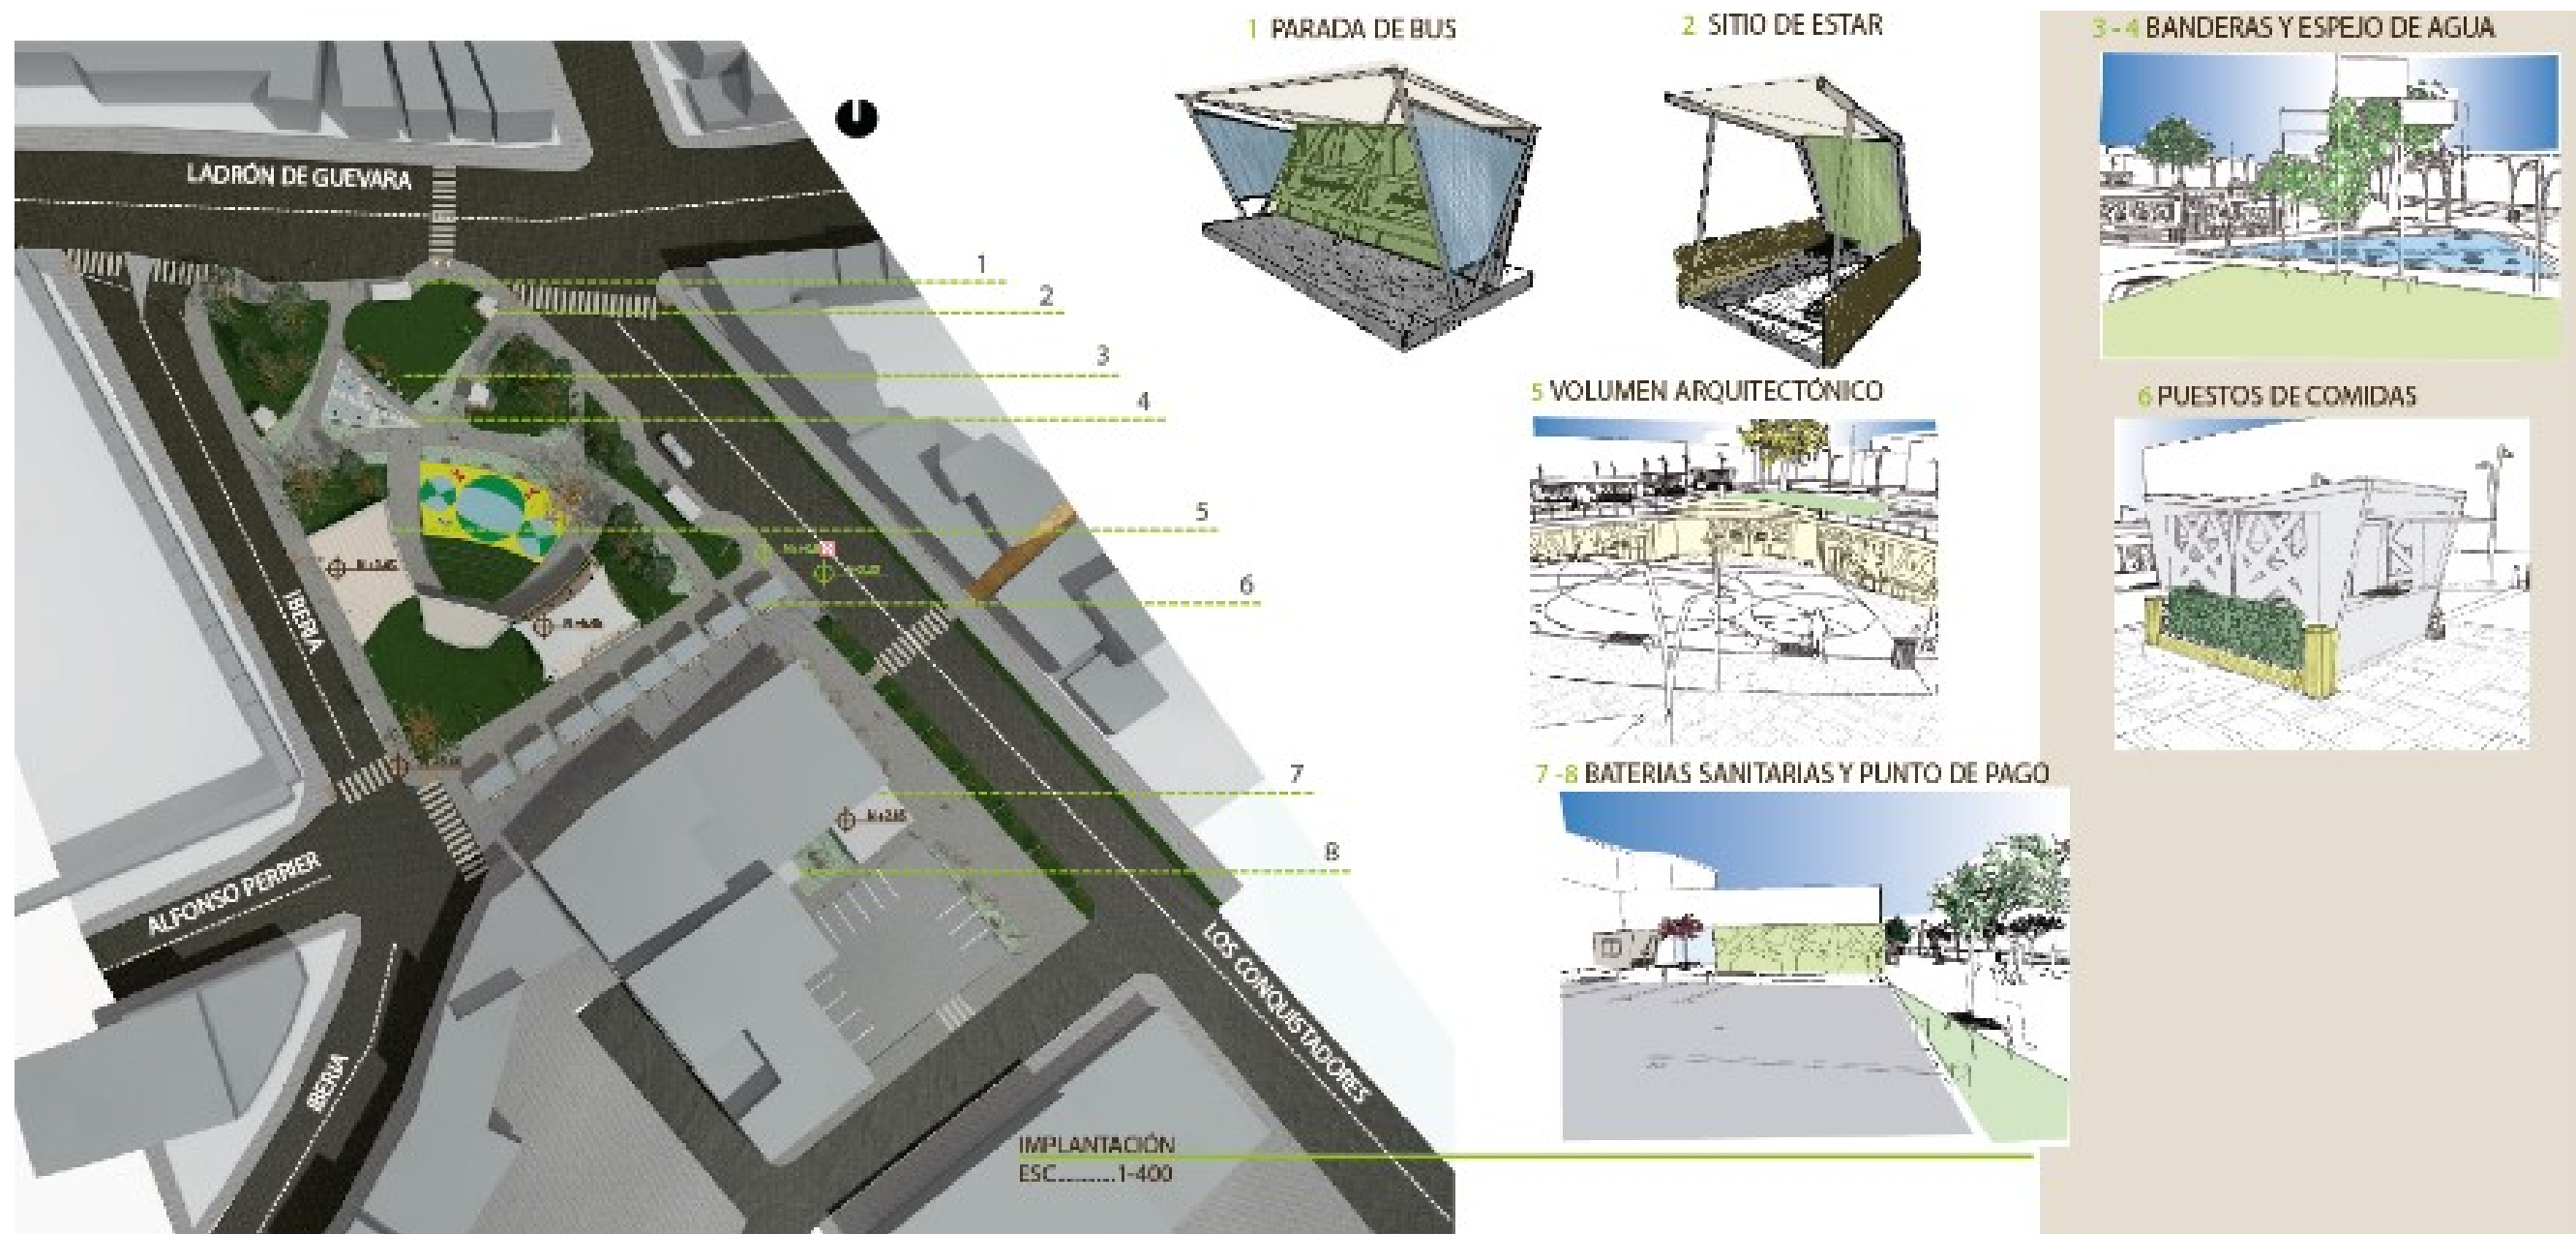 LADRÓN DE GUEVARA
1
2
3
4
5
6
7
8
IBERIA
ALFONSO PERRIER
IBERIA
LOS CONQUISTADORES
IMPLANTACIÓN
ESC.........1-400
1 PARADA DE BUS
2 SITIO DE ESTAR
3 - 4 BANDERAS Y ESPEJO DE AGUA
5 VOLUMEN ARQUITECTÓNICO
6 PUESTOS DE COMIDAS
7 -8 BATERIAS SANITARIAS Y PUNTO DE PAGO